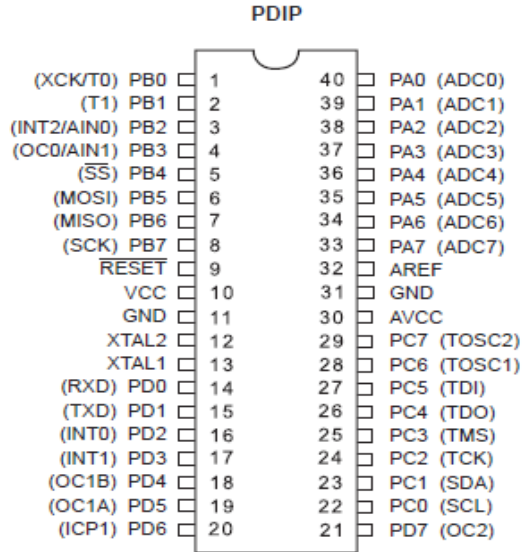 PDIP
(XCK/T0) PB0 1 40 PA0 (ADC0)
(T1) PB1 2 39 PA1 (ADC1)
(INT2/AIN0) PB2 3 38 PA2 (ADC2)
(OC0/AIN1) PB3 4 37 PA3 (ADC3)
(SS) PB4 5 36 PA4 (ADC4)
(MOSI) PB5 6 35 PA5 (ADC5)
(MISO) PB6 7 34 PA6 (ADC6)
(SCK) PB7 8 33 PA7 (ADC7)
RESET 9 32 AREF
VCC 10 31 GND
GND 11 30 AVCC
XTAL2 12 29 PC7 (TOSC2)
XTAL1 13 28 PC6 (TOSC1)
(RXD) PD0 14 27 PC5 (TDI)
(TXD) PD1 15 26 PC4 (TDO)
(INT0) PD2 16 25 PC3 (TMS)
(INT1) PD3 17 24 PC2 (TCK)
(OC1B) PD4 18 23 PC1 (SDA)
(OC1A) PD5 19 22 PC0 (SCL)
(ICP1) PD6 20 21 PD7 (OC2)